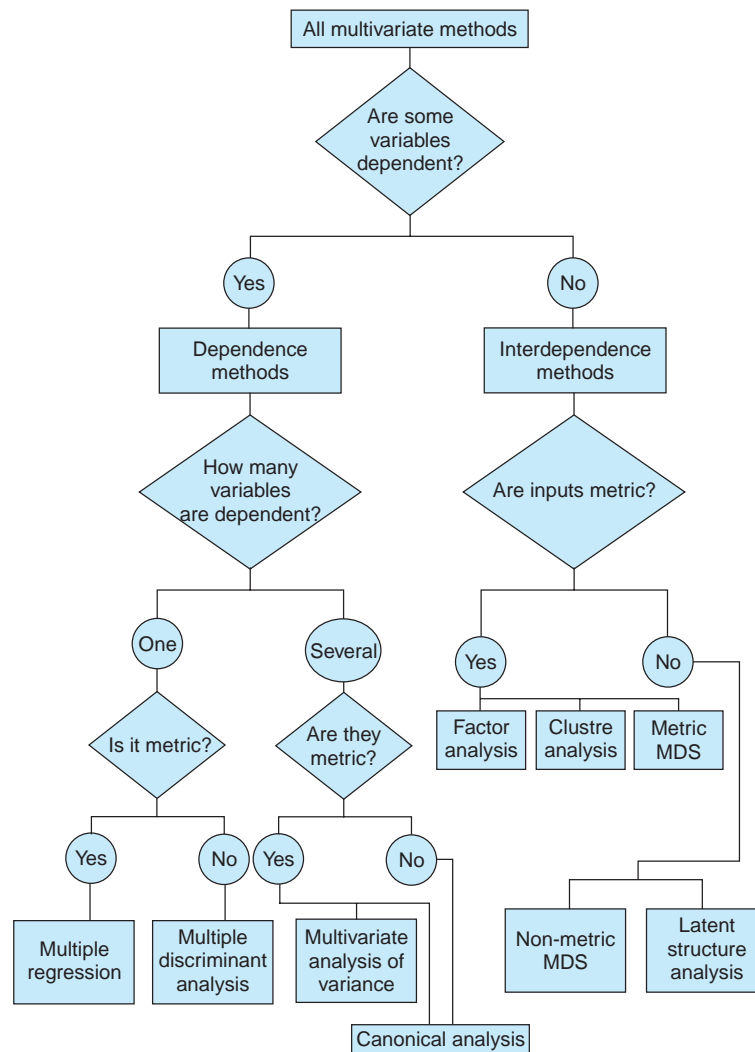 All multivariate methods
Are some
variables
dependent?
Yes
No
Dependence
methods
Interdependence
methods
How many
variables
are dependent?
Are inputs metric?
One
Several
Yes
No
Is it metric?
Are they
metric?
Factor
analysis
Clustre
analysis
Metric
MDS
Yes
No
Yes
No
Multiple
regression
Multiple
discriminant
analysis
Multivariate
analysis of
variance
Non-metric
MDS
Latent
structure
analysis
Canonical analysis